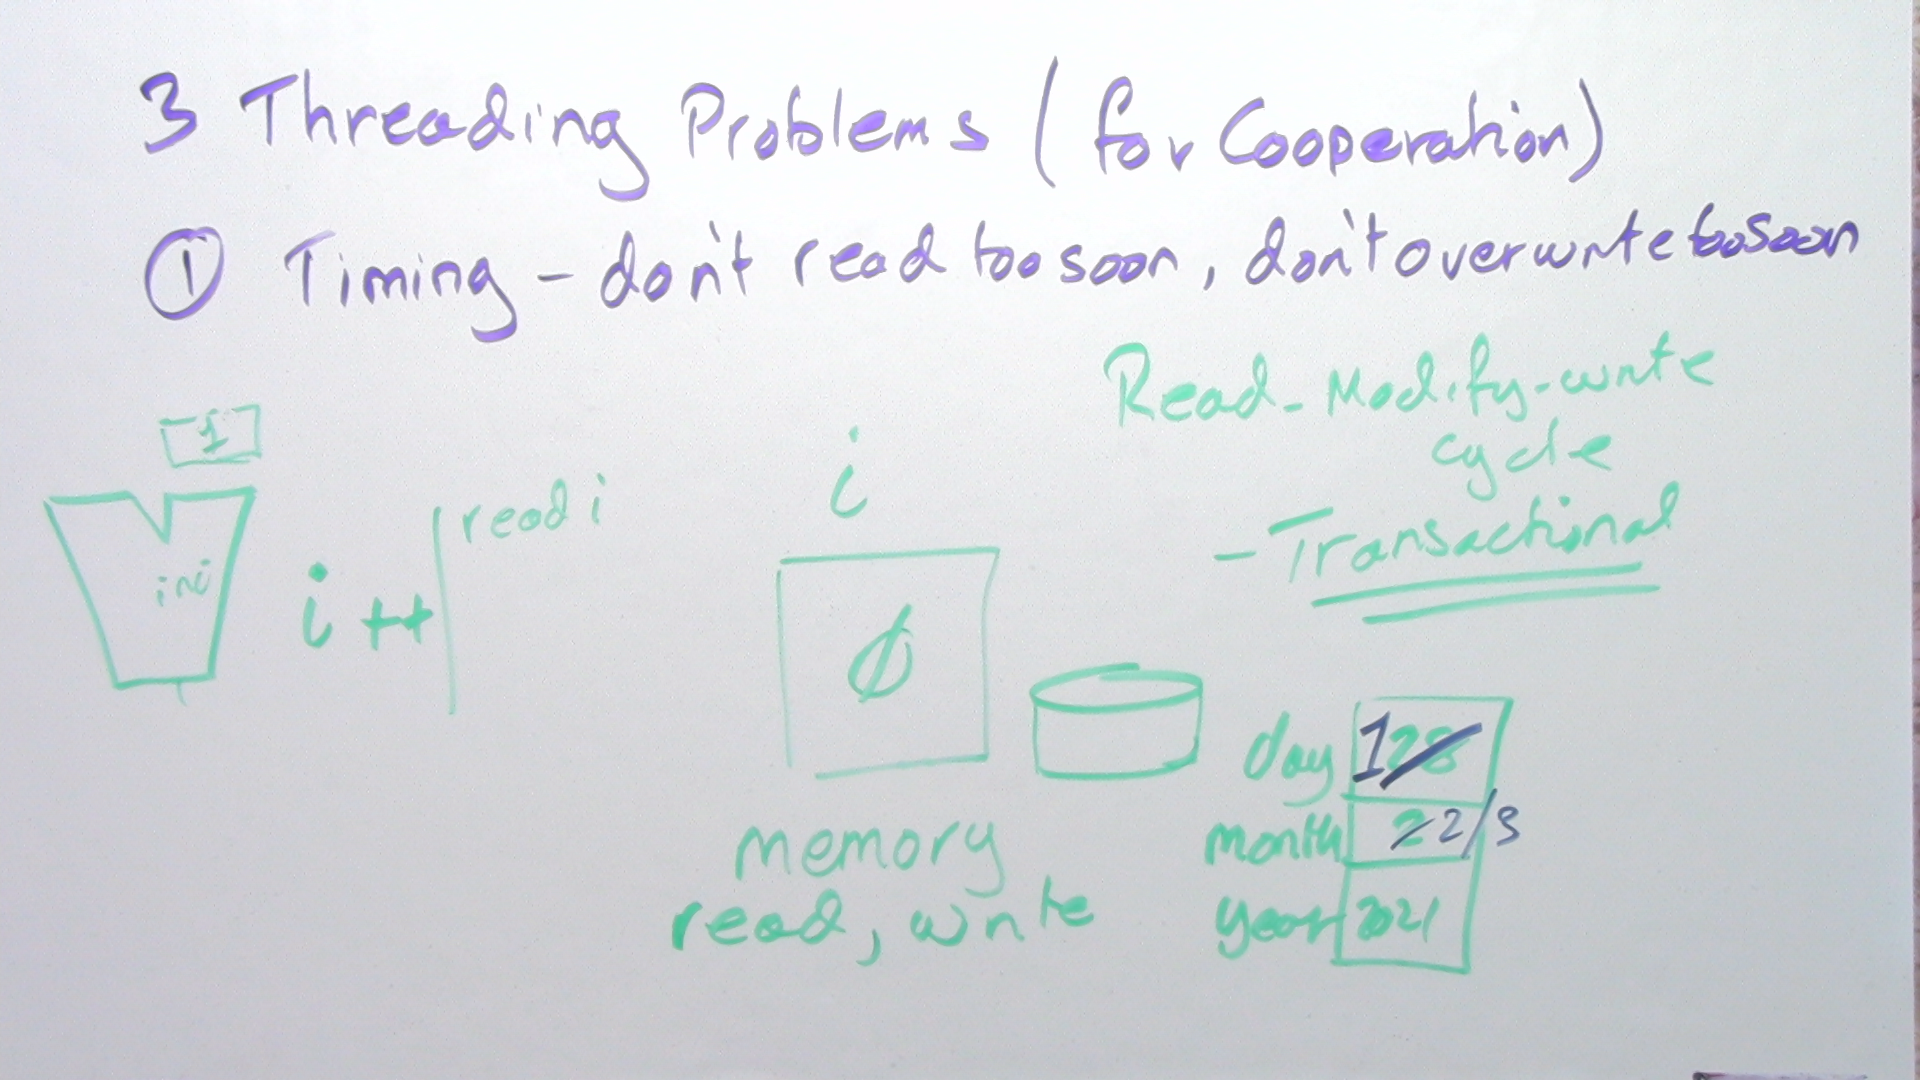 3 Threading Problems (for Cooperation)
① Timing - don't read too soon, don't overwrite too soon
Read-Modify-write
cycle
- Transactional
1
inc
i++
read i
i
0
memory
read, write
day 1 28
month 2 2/3
year 2021